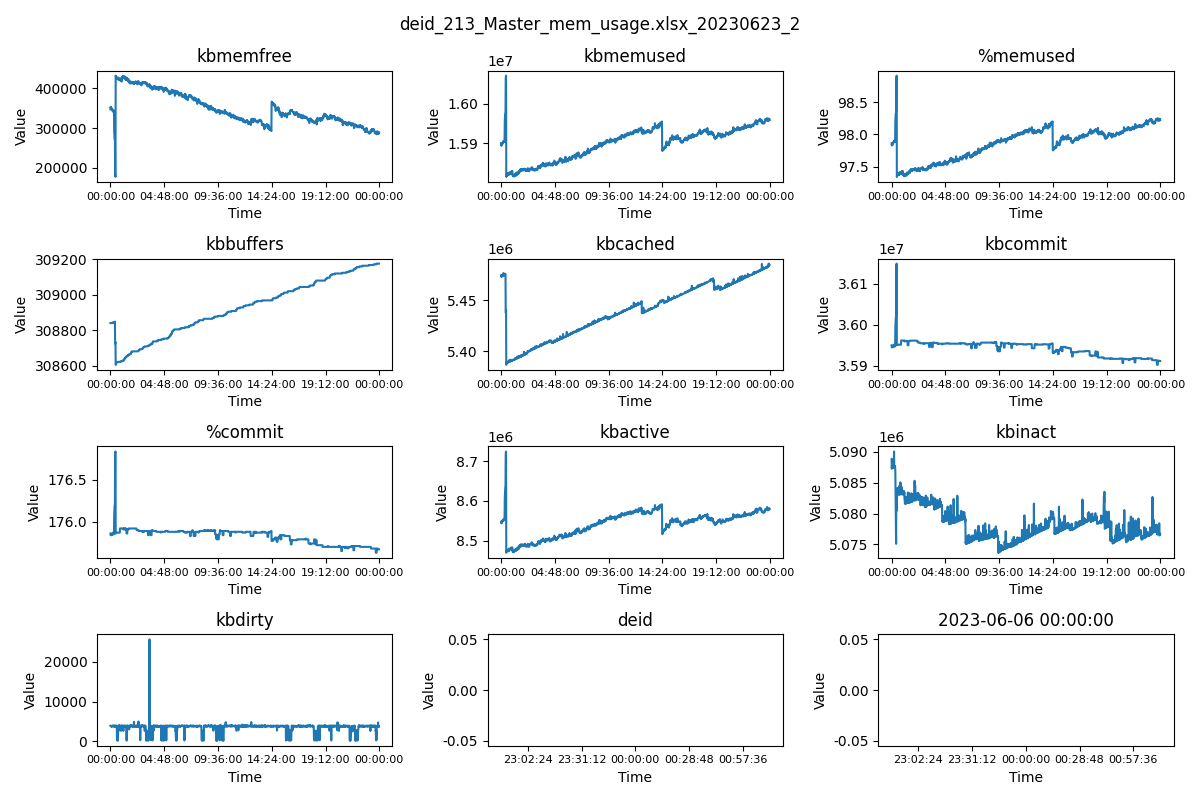 deid_213_Master_mem_usage.xlsx_20230623_2
kbmemfree
400000
300000
200000
Value
00:00:00 04:48:00 09:36:00 14:24:00 19:12:00 00:00:00
Time
kbmemused
1e7
1.60
1.59
Value
00:00:00 04:48:00 09:36:00 14:24:00 19:12:00 00:00:00
Time
%memused
98.5
98.0
97.5
Value
00:00:00 04:48:00 09:36:00 14:24:00 19:12:00 00:00:00
Time
kbbuffers
309200
309000
308800
308600
Value
00:00:00 04:48:00 09:36:00 14:24:00 19:12:00 00:00:00
Time
kbcached
1e6
5.45
5.40
Value
00:00:00 04:48:00 09:36:00 14:24:00 19:12:00 00:00:00
Time
kbcommit
1e7
3.61
3.60
3.59
Value
00:00:00 04:48:00 09:36:00 14:24:00 19:12:00 00:00:00
Time
%commit
176.5
176.0
Value
00:00:00 04:48:00 09:36:00 14:24:00 19:12:00 00:00:00
Time
kbactive
1e6
8.7
8.6
8.5
Value
00:00:00 04:48:00 09:36:00 14:24:00 19:12:00 00:00:00
Time
kbinact
1e6
5.090
5.085
5.080
5.075
Value
00:00:00 04:48:00 09:36:00 14:24:00 19:12:00 00:00:00
Time
kbdirty
20000
10000
0
Value
00:00:00 04:48:00 09:36:00 14:24:00 19:12:00 00:00:00
Time
deid
0.05
0.00
-0.05
Value
23:02:24 23:31:12 00:00:00 00:28:48 00:57:36
Time
2023-06-06 00:00:00
0.05
0.00
-0.05
Value
23:02:24 23:31:12 00:00:00 00:28:48 00:57:36
Time